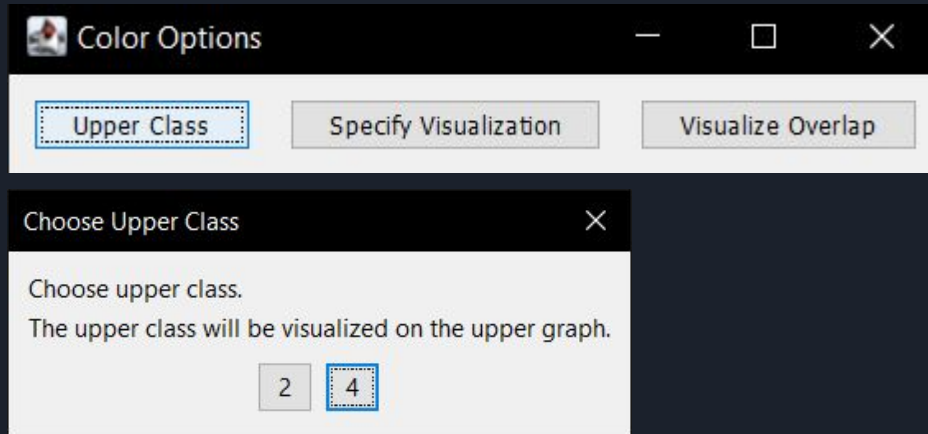 Color Options
Upper Class Specify Visualization Visualize Overlap
Choose Upper Class
Choose upper class.
The upper class will be visualized on the upper graph.
2 4